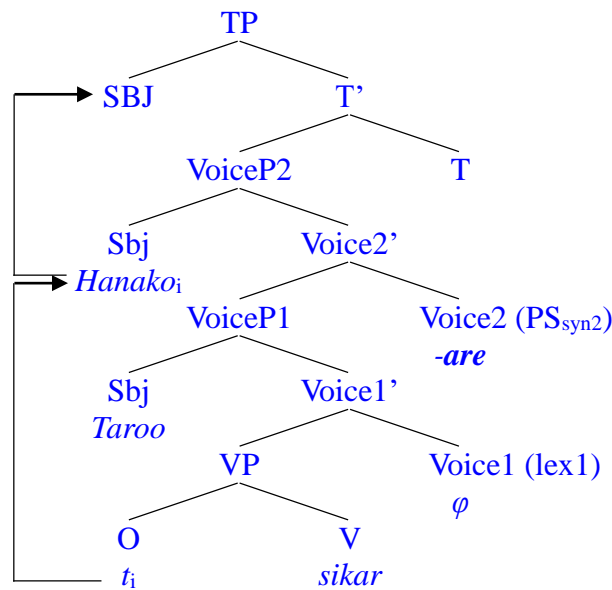 TP
SBJ T’
VoiceP2 T
Sbj Voice2’
Hanakoi
VoiceP1 Voice2 (PSsyn2)
-are
Sbj Voice1’
Taroo
VP Voice1 (lex1)
φ
O V
ti sikar